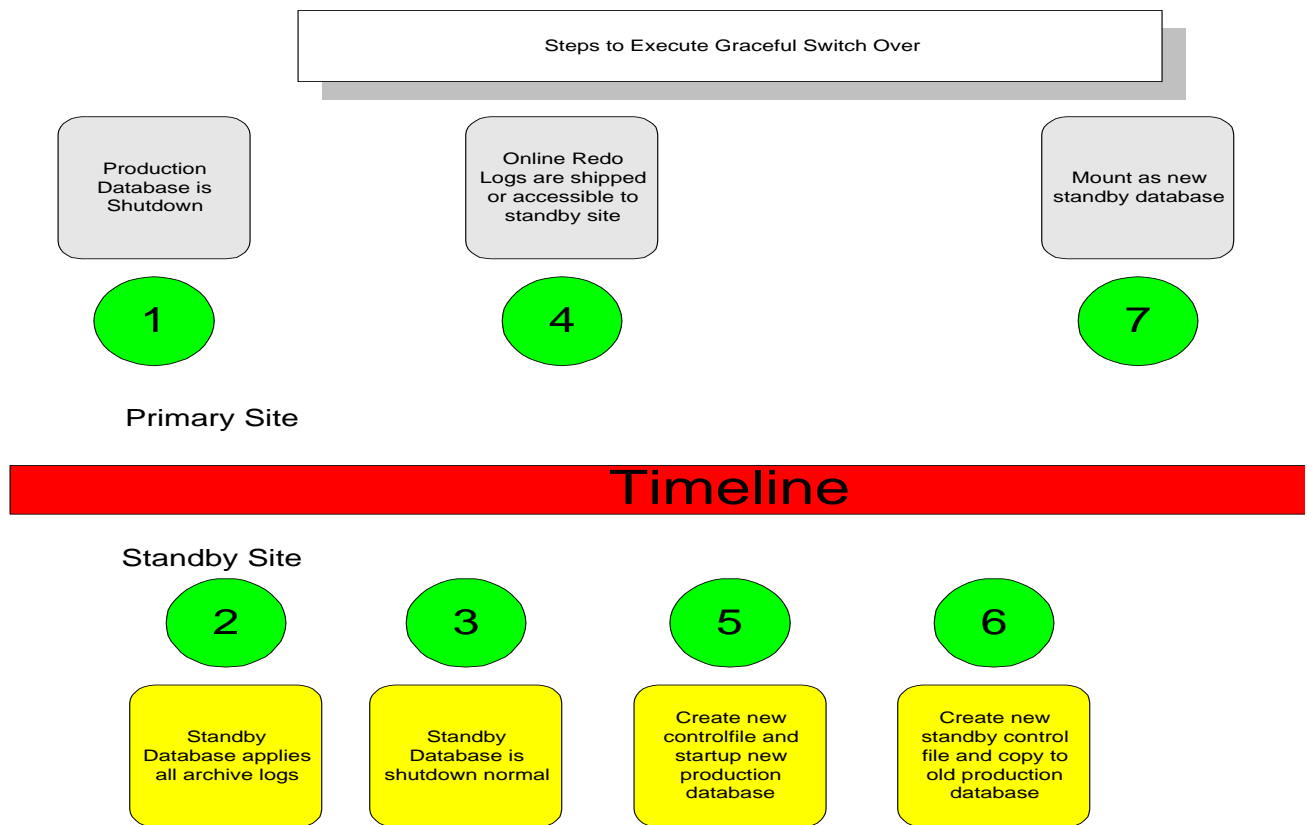 Steps to Execute Graceful Switch Over
Production
Database is
Shutdown
Online Redo
Logs are shipped
or accessible to
standby site
Mount as new
standby database
1
4
7
Primary Site
Timeline
Standby Site
2
3
5
6
Standby
Database applies
all archive logs
Standby
Database is
shutdown normal
Create new
controlfile and
startup new
production
database
Create new
standby control
file and copy to
old production
database